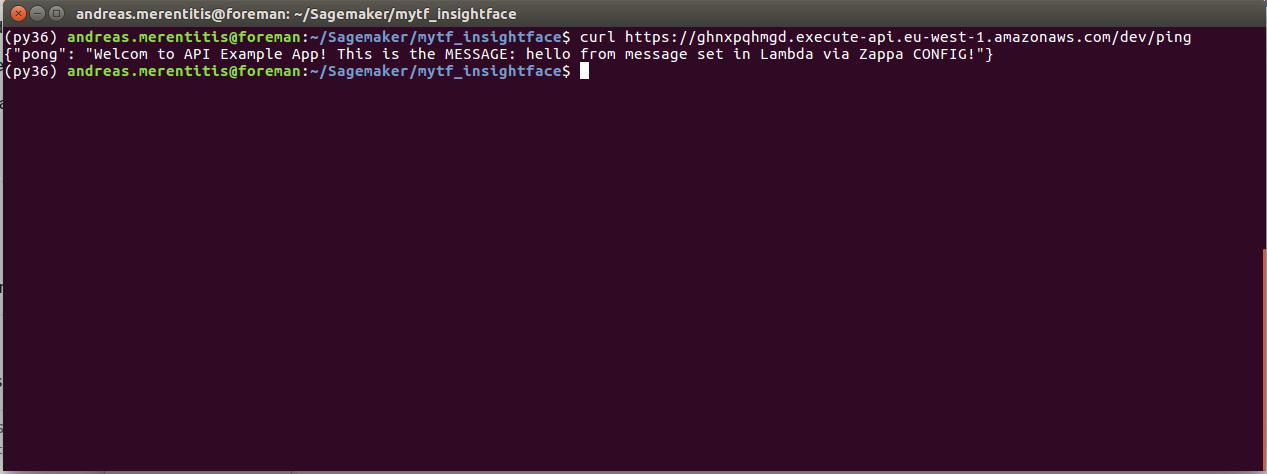 andreas.merentitis@foreman: ~/Sagemaker/mytf_insightface
(py36) andreas.merentitis@foreman:~/Sagemaker/mytf_insightface$ curl https://ghnxpqhmgd.execute-api.eu-west-1.amazonaws.com/dev/ping
{"pong": "Welcom to API Example App! This is the MESSAGE: hello from message set in Lambda via Zappa CONFIG!"}
(py36) andreas.merentitis@foreman:~/Sagemaker/mytf_insightface$